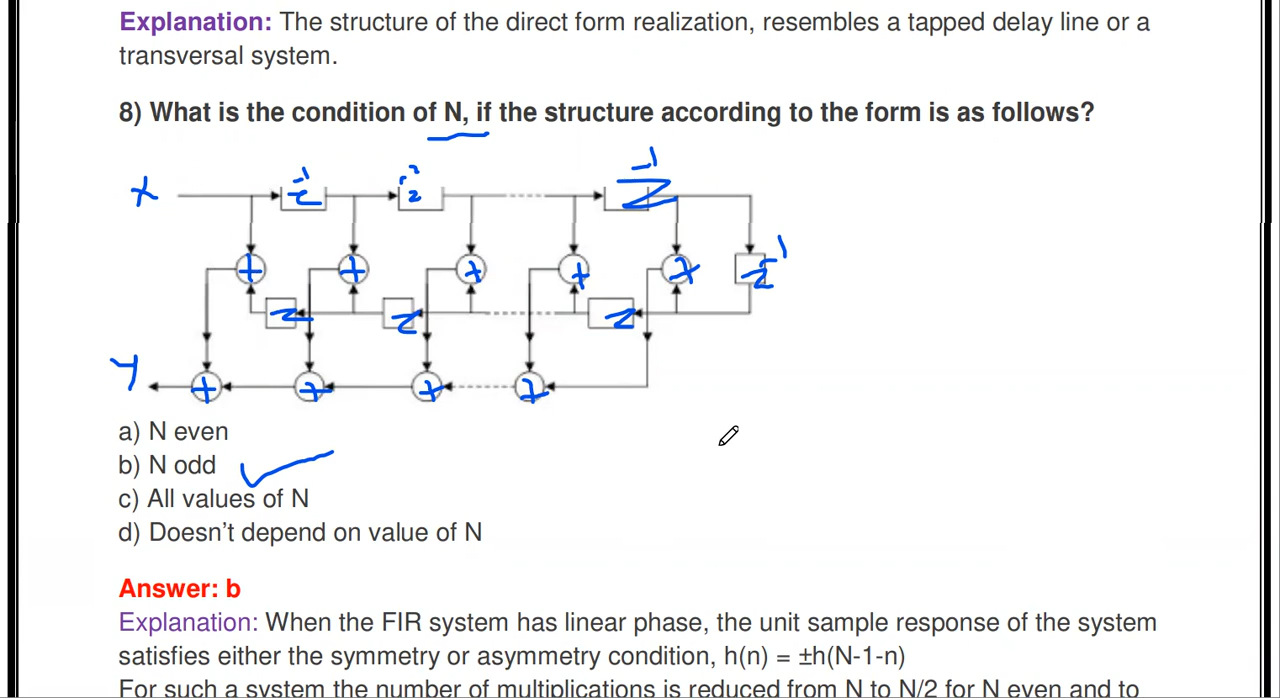 Explanation: The structure of the direct form realization, resembles a tapped delay line or a
transversal system.
8) What is the condition of N, if the structure according to the form is as follows?
X
-1
Z
-1
Z
-1
+ + + + +
Z
Z Z Z
Y
+ + + +
a) N even
b) N odd
c) All values of N
d) Doesn’t depend on value of N
Answer: b
Explanation: When the FIR system has linear phase, the unit sample response of the system
satisfies either the symmetry or asymmetry condition, h(n) = ±h(N-1-n)
For such a system the number of multiplications is reduced from N to N/2 for N even and to